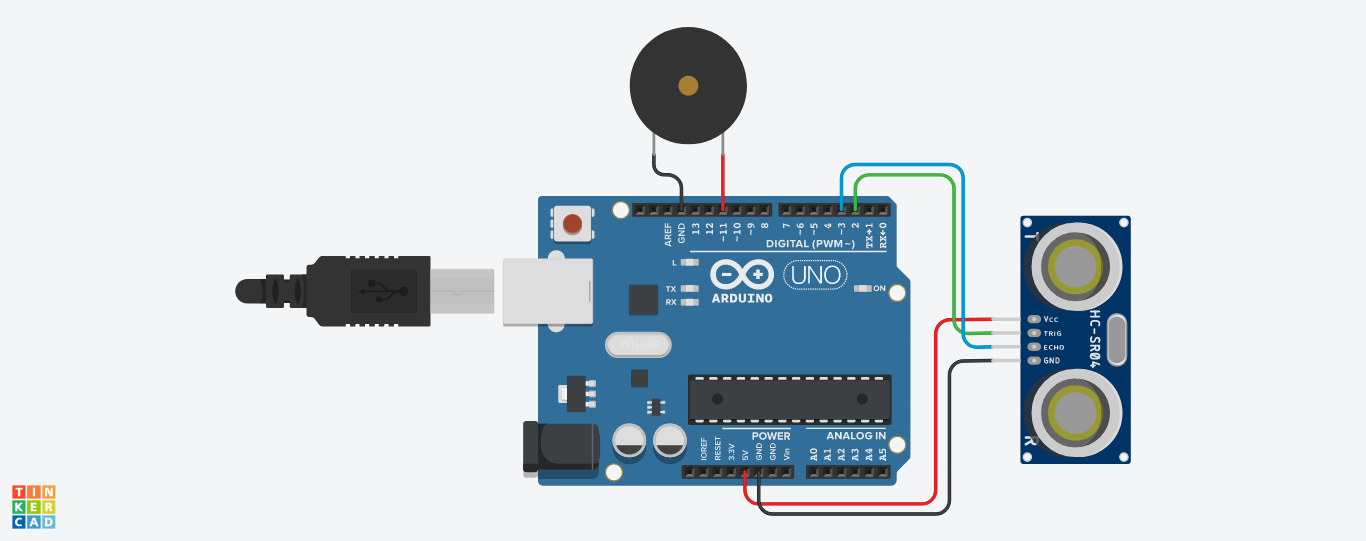 AREF
GND
13
12
~11
~10
~9
8
7
~6
~5
4
~3
2
TX→1
RX←0
DIGITAL (PWM~)
L
TX
RX
ARDUINO
UNO
ON
T
VCC
TRIG
ECHO
GND
HC-SR04
R
POWER
ANALOG IN
IOREF
RESET
3.3V
5V
GND
GND
Vin
A0
A1
A2
A3
A4
A5
TIN
KER
CAD